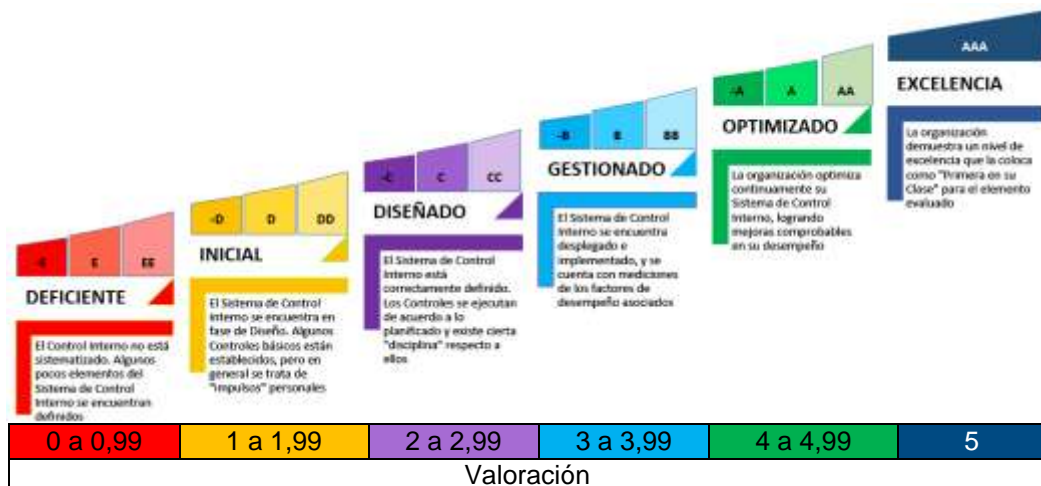 -E E EE
DEFICIENTE
El Control Interno no está
sistematizado. Algunos
pocos elementos del
Sistema de Control
Interno se encuentran
definidos
-D D DD
INICIAL
El Sistema de Control
Interno se encuentra en
fase de Diseño. Algunos
Controles básicos están
establecidos, pero en
general se trata de
"impulsos" personales
-C C CC
DISEÑADO
El Sistema de Control
Interno está
correctamente definido.
Los Controles se ejecutan
de acuerdo a lo
planificado y existe cierta
"disciplina" respecto a
ellos
-B B BB
GESTIONADO
El Sistema de Control
Interno se encuentra
desplegado e
implementado, y se
cuenta con mediciones
de los factores de
desempeño asociados
-A A AA
OPTIMIZADO
La organización optimiza
continuamente su
Sistema de Control
Interno, logrando
mejoras comprobables
en su desempeño
AAA
EXCELENCIA
La organización
demuestra un nivel de
excelencia que la coloca
como "Primera en su
Clase" para el elemento
evaluado
0 a 0,99 1 a 1,99 2 a 2,99 3 a 3,99 4 a 4,99 5
Valoración